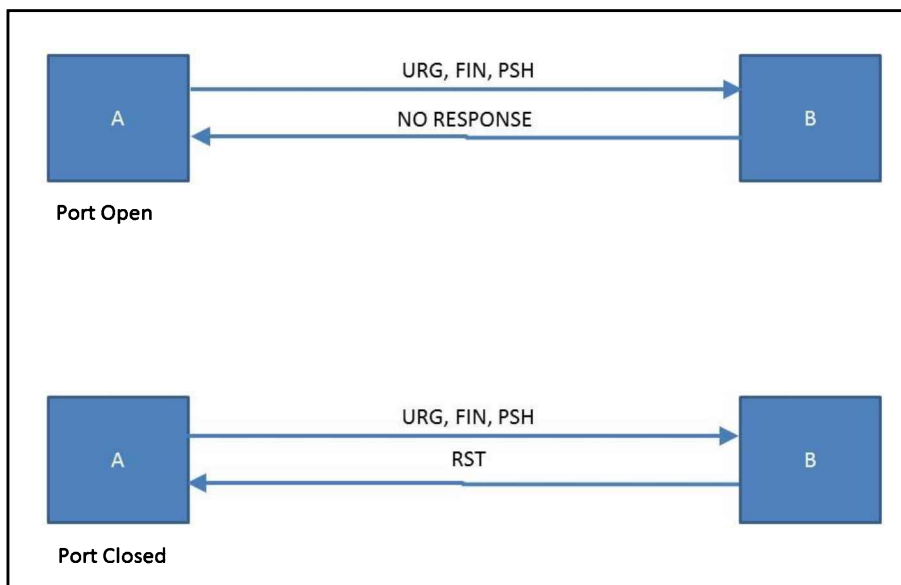 URG, FIN, PSH
A
B
NO RESPONSE
Port Open
URG, FIN, PSH
A
B
RST
Port Closed